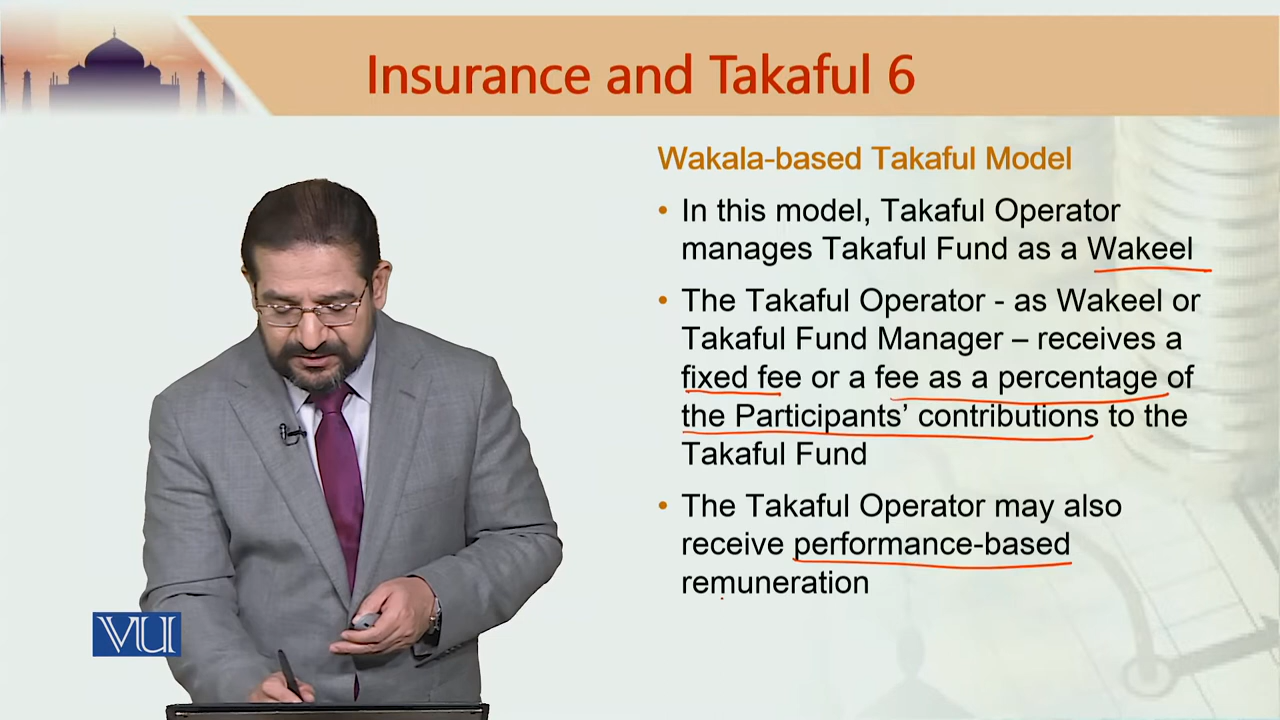 Insurance and Takaful 6
Wakala-based Takaful Model
• In this model, Takaful Operator
manages Takaful Fund as a Wakeel
• The Takaful Operator - as Wakeel or
Takaful Fund Manager – receives a
fixed fee or a fee as a percentage of
the Participants’ contributions to the
Takaful Fund
• The Takaful Operator may also
receive performance-based
remuneration
VU